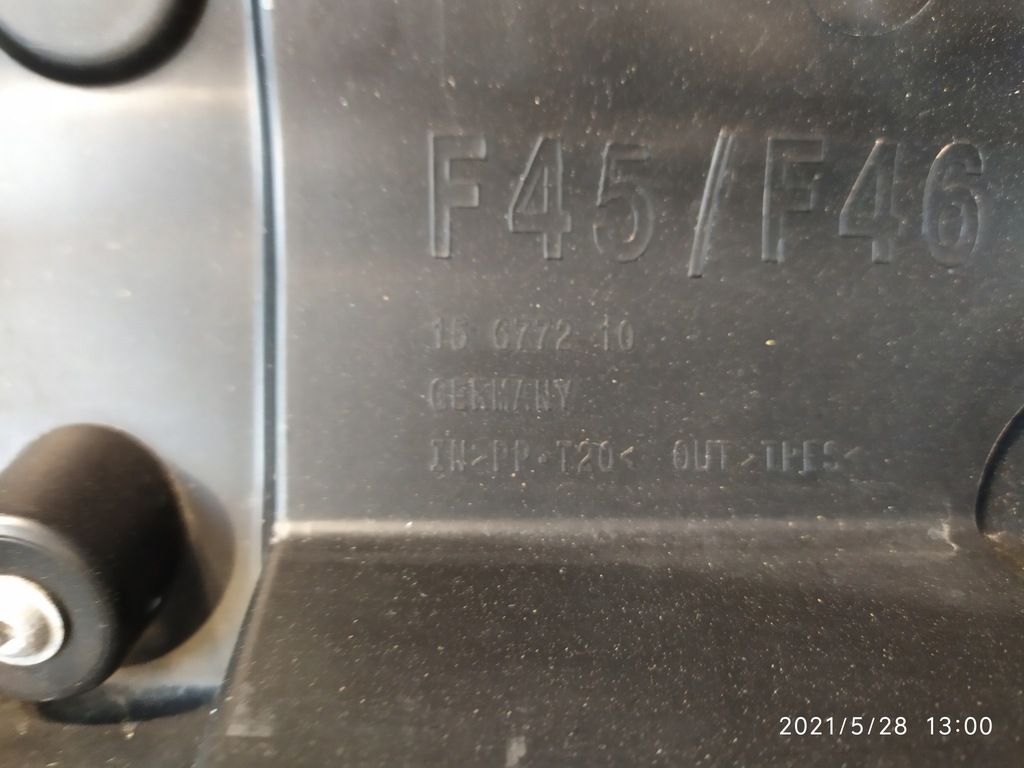 F45/F46
15 6772 10
GERMANY
IN>PP-T20< OUT>TPES<
2021/5/28 13:00